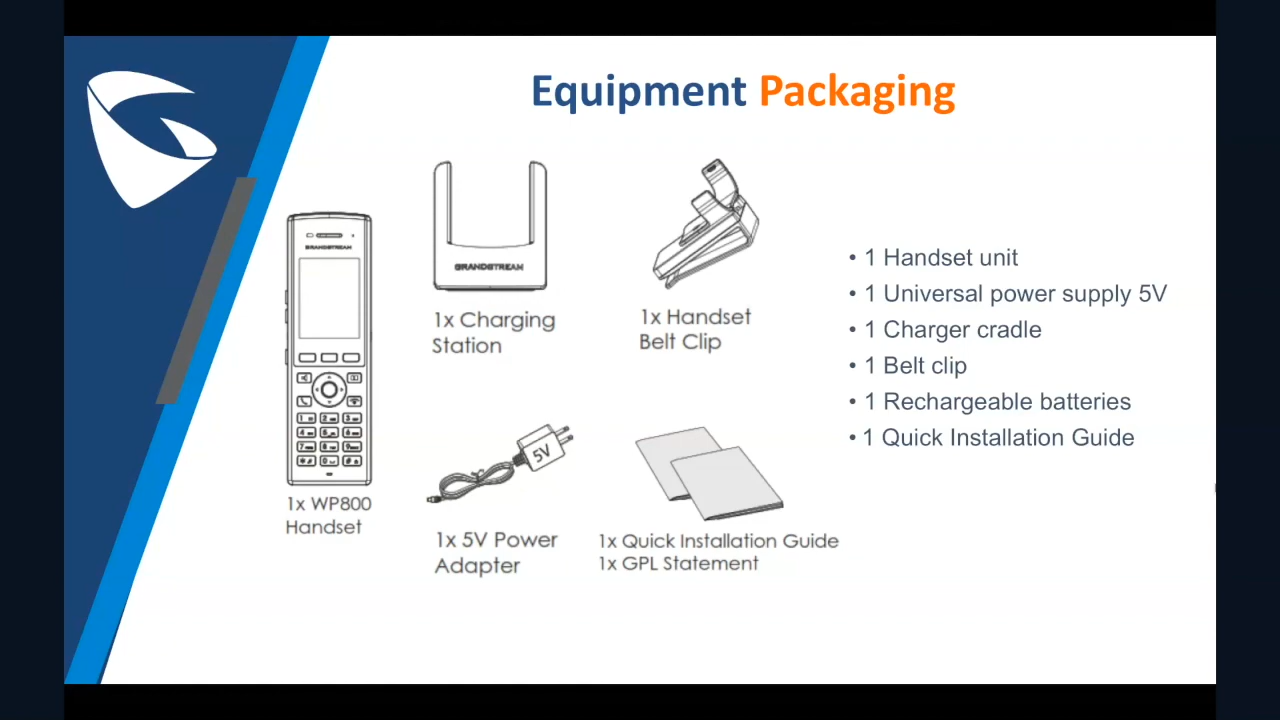 Equipment Packaging
GRANDSTREAM
1x WP800
Handset
GRANDSTREAM
1x Charging
Station
1x Handset
Belt Clip
5V
1x 5V Power
Adapter
1x Quick Installation Guide
1x GPL Statement
• 1 Handset unit
• 1 Universal power supply 5V
• 1 Charger cradle
• 1 Belt clip
• 1 Rechargeable batteries
• 1 Quick Installation Guide